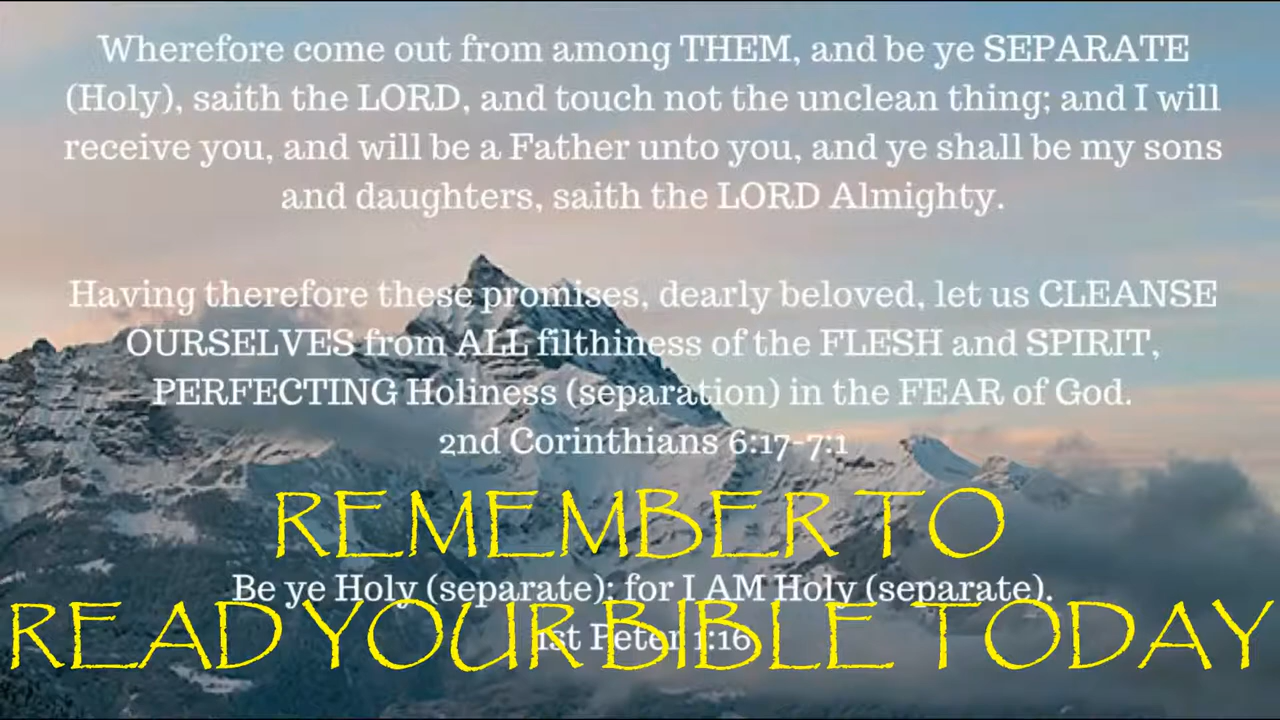 Wherefore come out from among THEM, and be ye SEPARATE
(Holy), saith the LORD, and touch not the unclean thing; and I will
receive you, and will be a Father unto you, and ye shall be my sons
and daughters, saith the LORD Almighty.
Having therefore these promises, dearly beloved, let us CLEANSE
OURSELVES from ALL filthiness of the FLESH and SPIRIT,
PERFECTING Holiness (separation) in the FEAR of God.
2nd Corinthians 6:17-7:1
REMEMBER TO
Be ye Holy (separate); for I AM Holy (separate).
READ YOUR BIBLE TODAY
1st Peter 1:16